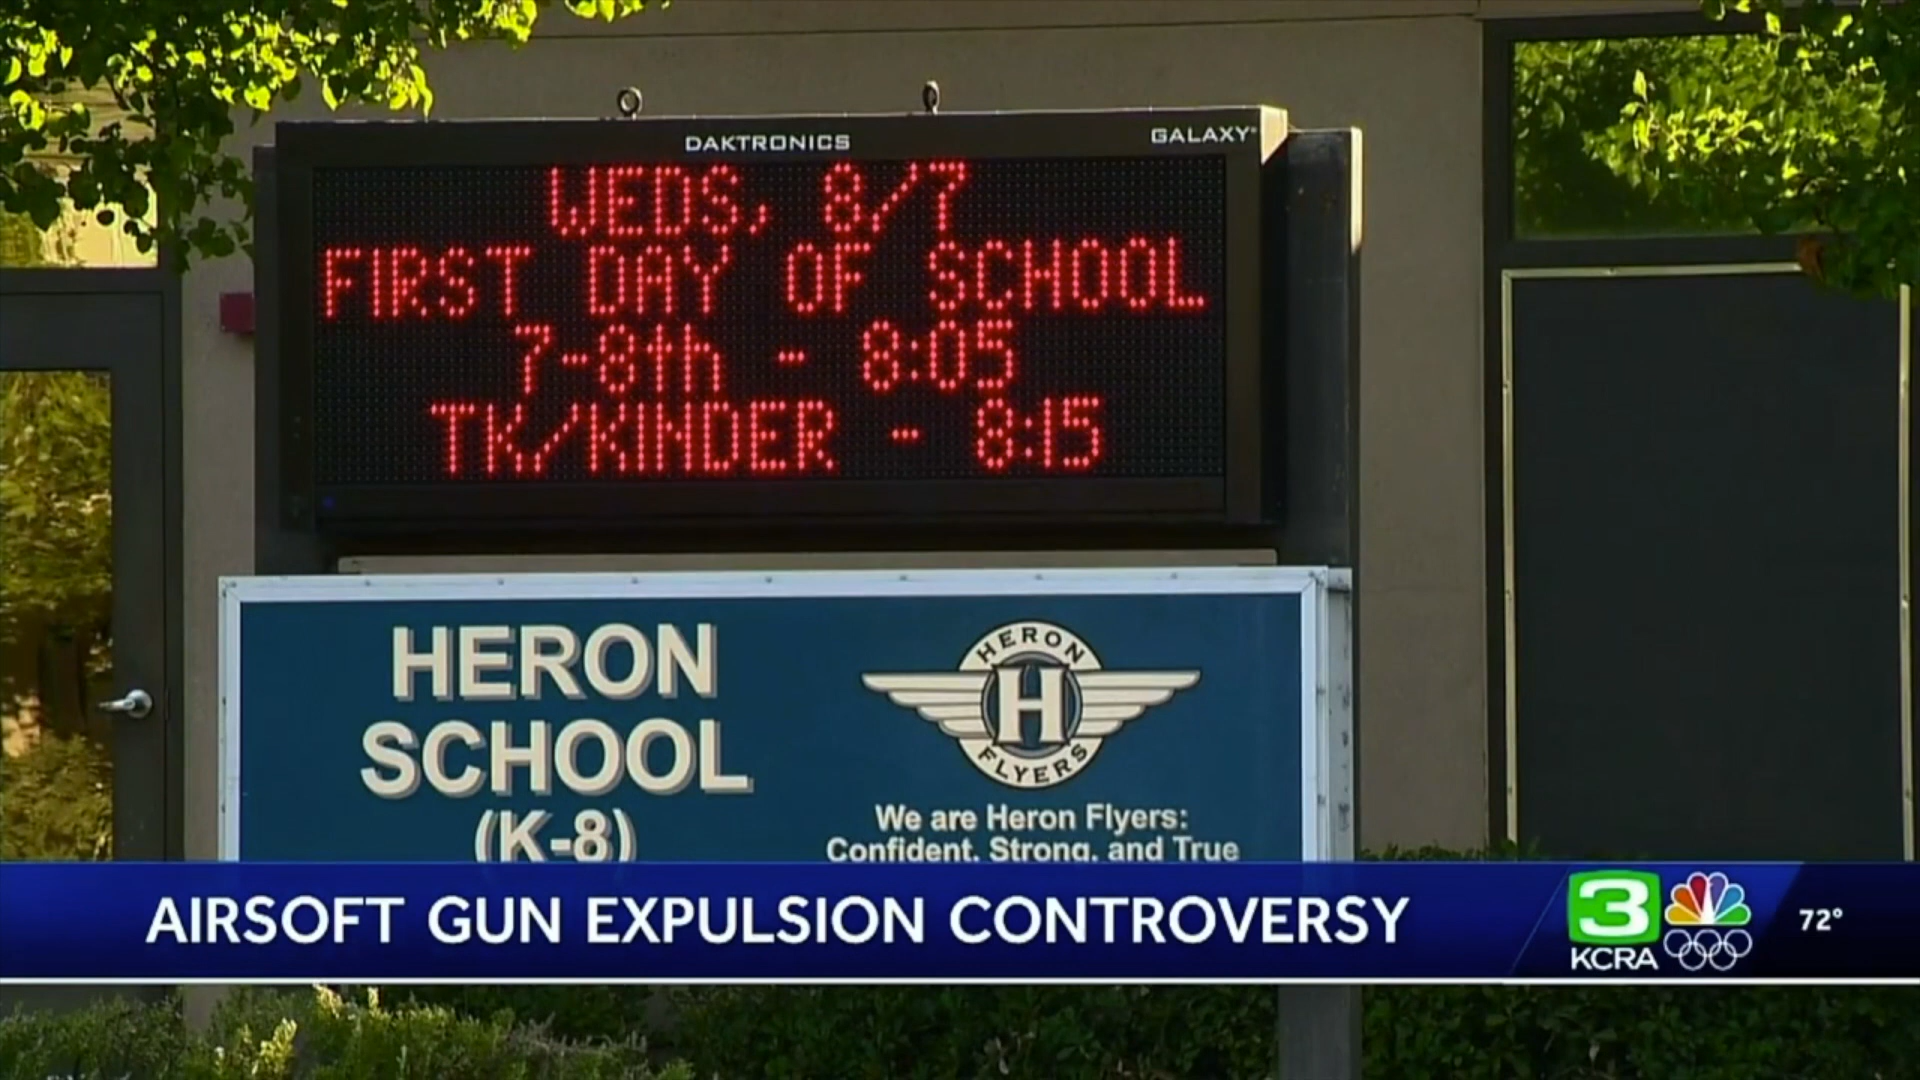 DAKTRONICS
GALAXY®
WEDS, 8/7
FIRST DAY OF SCHOOL
7-8th - 8:05
TK/KINDER - 8:15
HERON
SCHOOL
(K-8)
HERON
H
FLYERS
We are Heron Flyers:
Confident, Strong, and True
AIRSOFT GUN EXPULSION CONTROVERSY
3
KCRA
72°